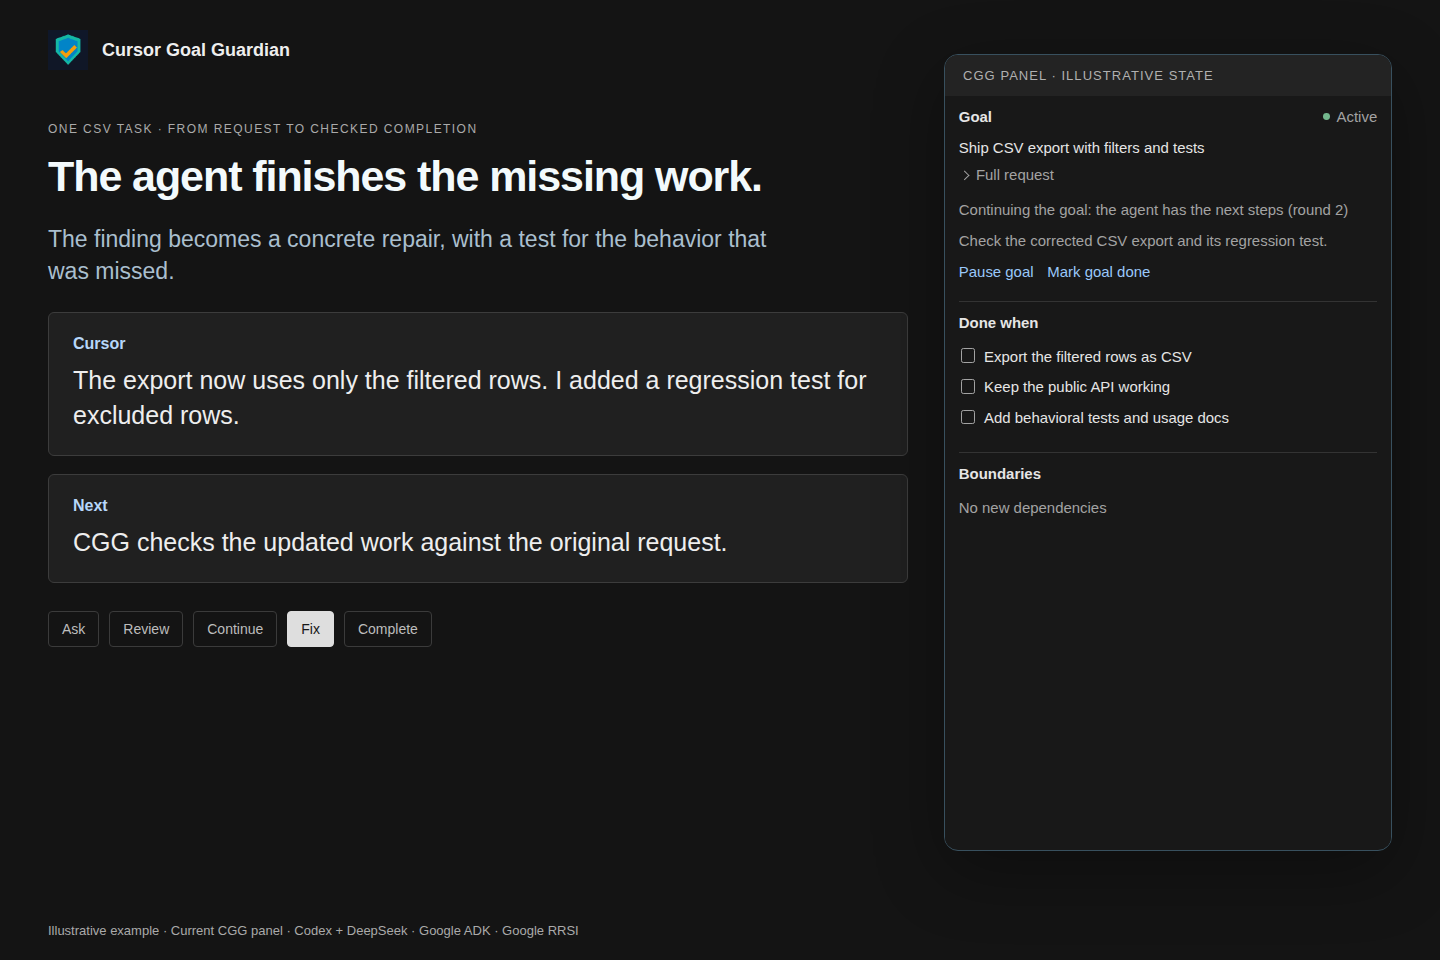 Cursor Goal Guardian
ONE CSV TASK · FROM REQUEST TO CHECKED COMPLETION
The agent finishes the missing work.
The finding becomes a concrete repair, with a test for the behavior that
was missed.
Cursor
The export now uses only the filtered rows. I added a regression test for
excluded rows.
Next
CGG checks the updated work against the original request.
Ask
Review
Continue
Fix
Complete
CGG PANEL · ILLUSTRATIVE STATE
Goal
Active
Ship CSV export with filters and tests
Full request
Continuing the goal: the agent has the next steps (round 2)
Check the corrected CSV export and its regression test.
Pause goal
Mark goal done
Done when
Export the filtered rows as CSV
Keep the public API working
Add behavioral tests and usage docs
Boundaries
No new dependencies
Illustrative example · Current CGG panel · Codex + DeepSeek · Google ADK · Google RRSI